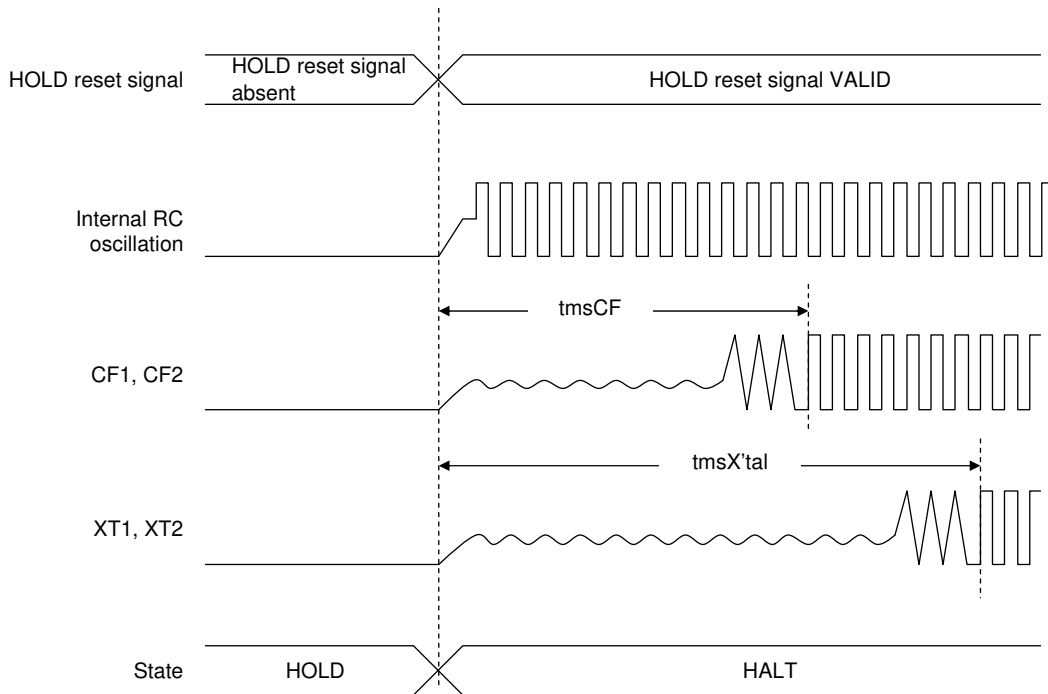 HOLD reset signal
HOLD reset signal
absent
HOLD reset signal VALID
Internal RC
oscillation
tmsCF
CF1, CF2
tmsX'tal
XT1, XT2
State
HOLD
HALT